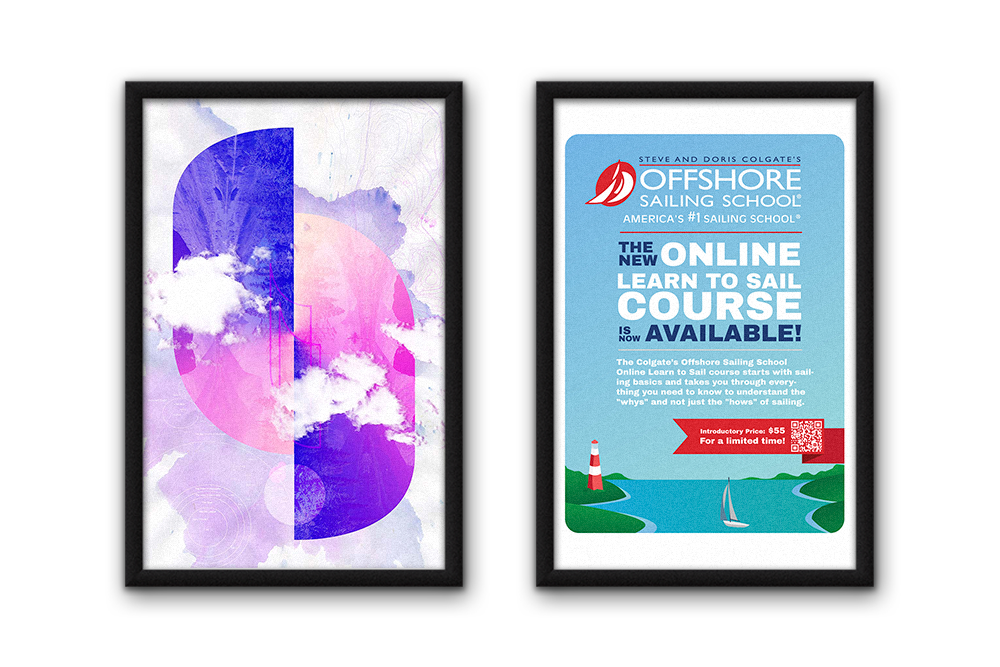 STEVE AND DORIS COLGATE'S
OFFSHORE
SAILING SCHOOL®
AMERICA'S #1 SAILING SCHOOL®
THE NEW ONLINE
LEARN TO SAIL
COURSE
IS NOW AVAILABLE!
The Colgate's Offshore Sailing School
Online Learn to Sail course starts with sail-
ing basics and takes you through every-
thing you need to know to understand the
"whys" and not just the "hows" of sailing.
Introductory Price: $55
For a limited time!